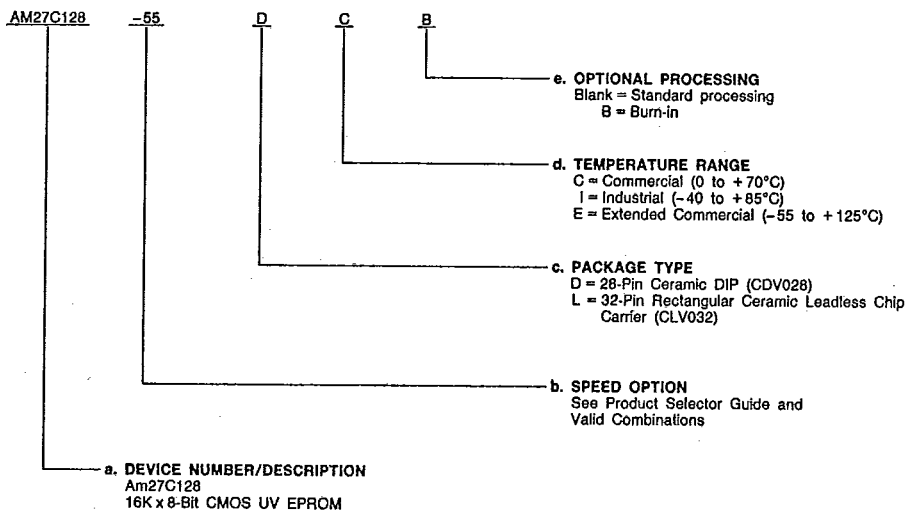 AM27C128 -55 D C B
e. OPTIONAL PROCESSING
Blank = Standard processing
B = Burn-in
d. TEMPERATURE RANGE
C = Commercial (0 to +70°C)
I = Industrial (-40 to +85°C)
E = Extended Commercial (-55 to +125°C)
c. PACKAGE TYPE
D = 28-Pin Ceramic DIP (CDV028)
L = 32-Pin Rectangular Ceramic Leadless Chip
Carrier (CLV032)
b. SPEED OPTION
See Product Selector Guide and
Valid Combinations
a. DEVICE NUMBER/DESCRIPTION
Am27C128
16K x 8-Bit CMOS UV EPROM